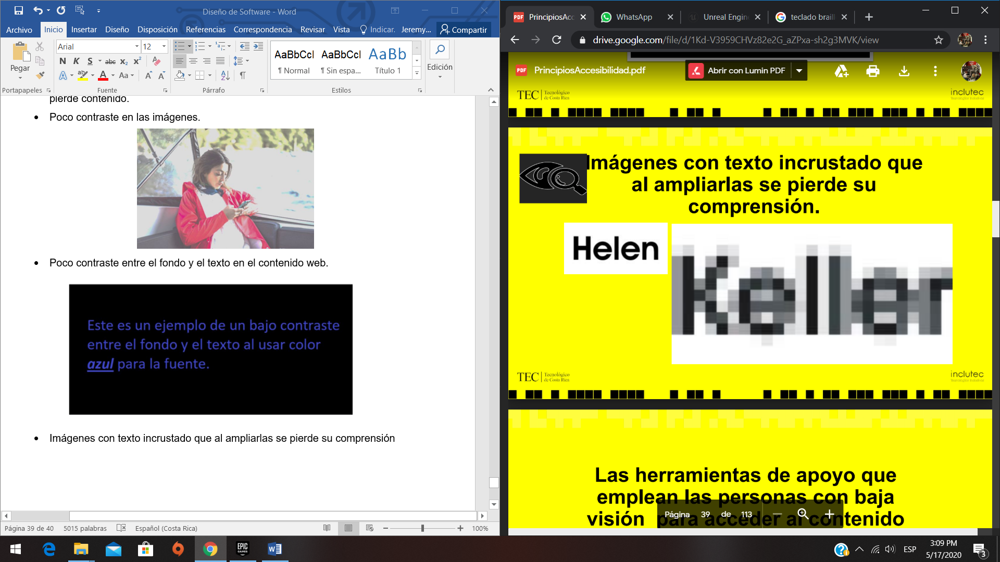 Diseño de Software - Word
Archivo
Inicio
Insertar
Diseño
Disposición
Referencias
Correspondencia
Revisar
Vista
Indicar.
Jeremy...
Compartir
Pegar
Arial
12
N K S abc x₂ x²
Aa
AaBbCcI
¶ Normal
AaBbCcI
¶ Sin espa...
AaBb
Título 1
Edición
Portapapeles
Fuente
Párrafo
Estilos
pierde contenido.
• Poco contraste en las imágenes.
• Poco contraste entre el fondo y el texto en el contenido web.
Este es un ejemplo de un bajo contraste
entre el fondo y el texto al usar color
azul para la fuente.
• Imágenes con texto incrustado que al ampliarlas se pierde su comprensión
Página 39 de 40
5015 palabras
Español (Costa Rica)
100%
PrincipiosAcc
WhatsApp
Unreal Engin
teclado braill
drive.google.com/file/d/1Kd-V3959CHVz82e2G_aZPxa-sh2g3MVK/view
PDF PrincipiosAccesibilidad.pdf
Abrir con Lumin PDF
TEC Tecnológico
de Costa Rica
inclutec
Imágenes con texto incrustado que
al ampliarlas se pierde su
comprensión.
Helen
Keller
TEC Tecnológico
de Costa Rica
inclutec
Las herramientas de apoyo que
emplean las personas con baja
visión para acceder al contenido
Página 39 de 113
EPIC
GAMES
ESP
3:09 PM
5/17/2020
3